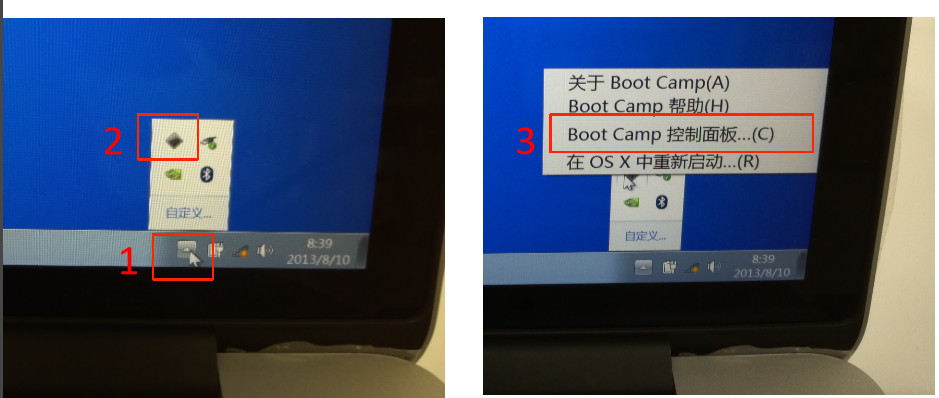 2
自定义...
1
8:39
2013/8/10
关于 Boot Camp(A)
Boot Camp 帮助(H)
3
Boot Camp 控制面板...(C)
在 OS X 中重新启动...(R)
自定义...
8:39
2013/8/10